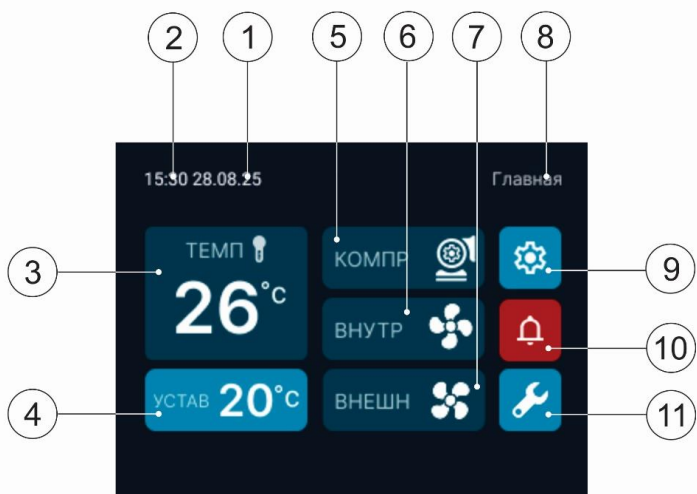 2 1 5 6 7 8
15:30 28.08.25
Главная
ТЕМП
26°C
УСТАВ 20°C
КОМПР
ВНУТР
ВНЕШН
3
4
9
10
11